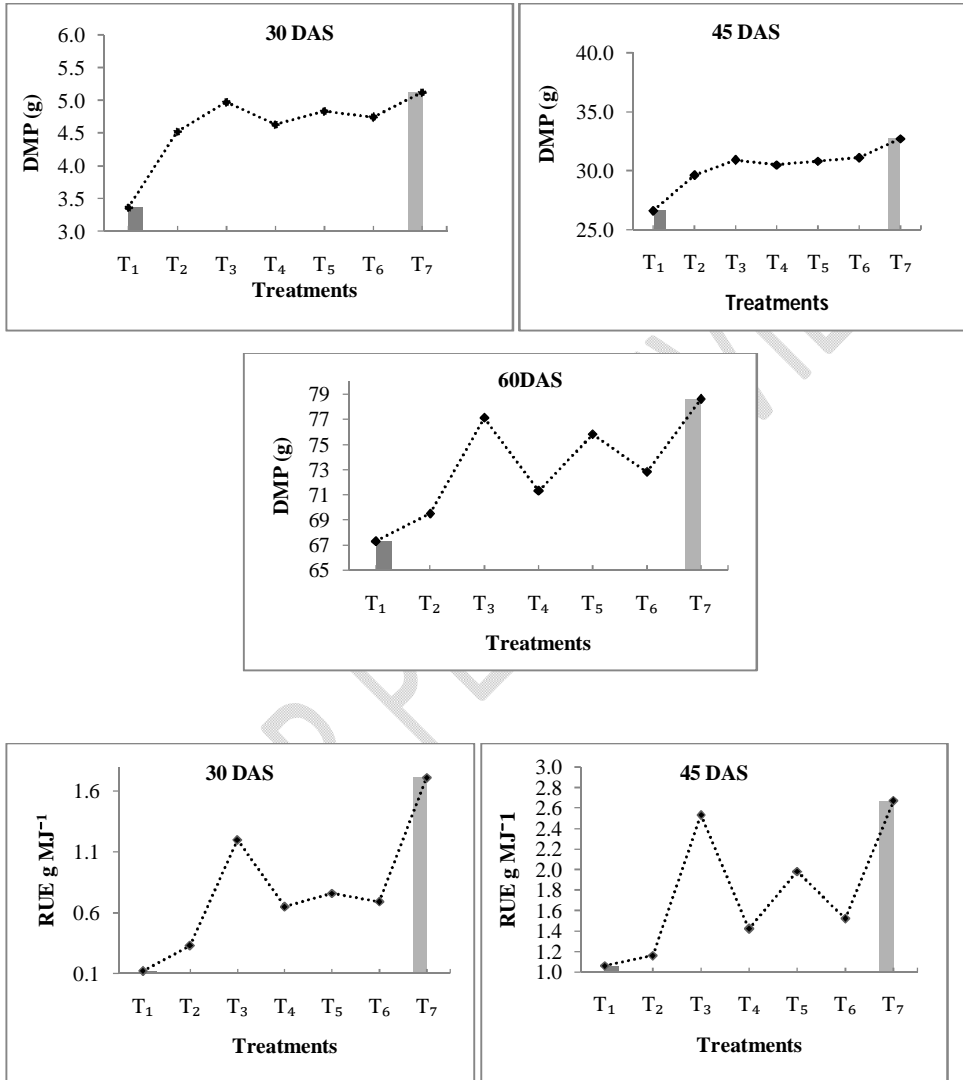 30 DAS
6.0
5.5
5.0
4.5
4.0
3.5
3.0
DMP (g)
T₁ T₂ T₃ T₄ T₅ T₆ T₇
Treatments
45 DAS
40.0
35.0
30.0
25.0
DMP (g)
T₁ T₂ T₃ T₄ T₅ T₆ T₇
Treatments
60DAS
79
77
75
73
71
69
67
65
DMP (g)
T₁ T₂ T₃ T₄ T₅ T₆ T₇
Treatments
30 DAS
1.6
1.1
0.6
0.1
RUE g MJ⁻¹
T₁ T₂ T₃ T₄ T₅ T₆ T₇
Treatments
45 DAS
3.0
2.8
2.6
2.4
2.2
2.0
1.8
1.6
1.4
1.2
1.0
RUE g MJ⁻1
T₁ T₂ T₃ T₄ T₅ T₆ T₇
Treatments